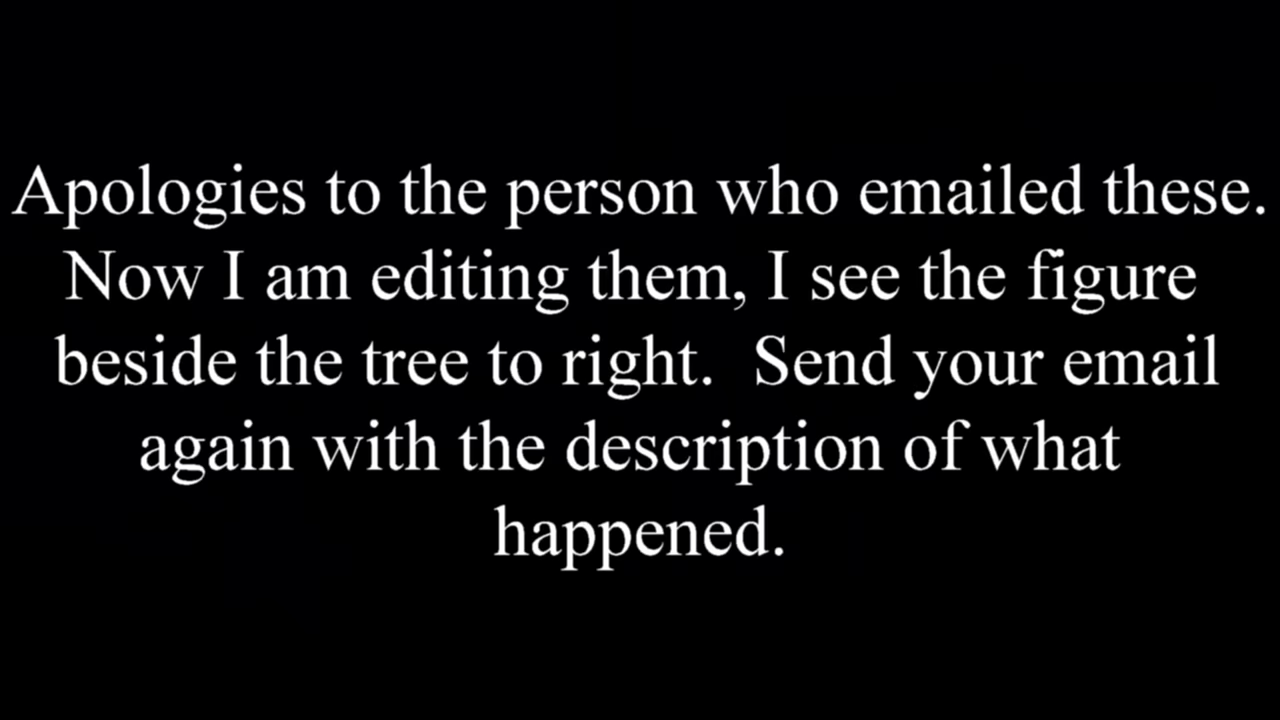 Apologies to the person who emailed these.
Now I am editing them, I see the figure
beside the tree to right.  Send your email
again with the description of what
happened.